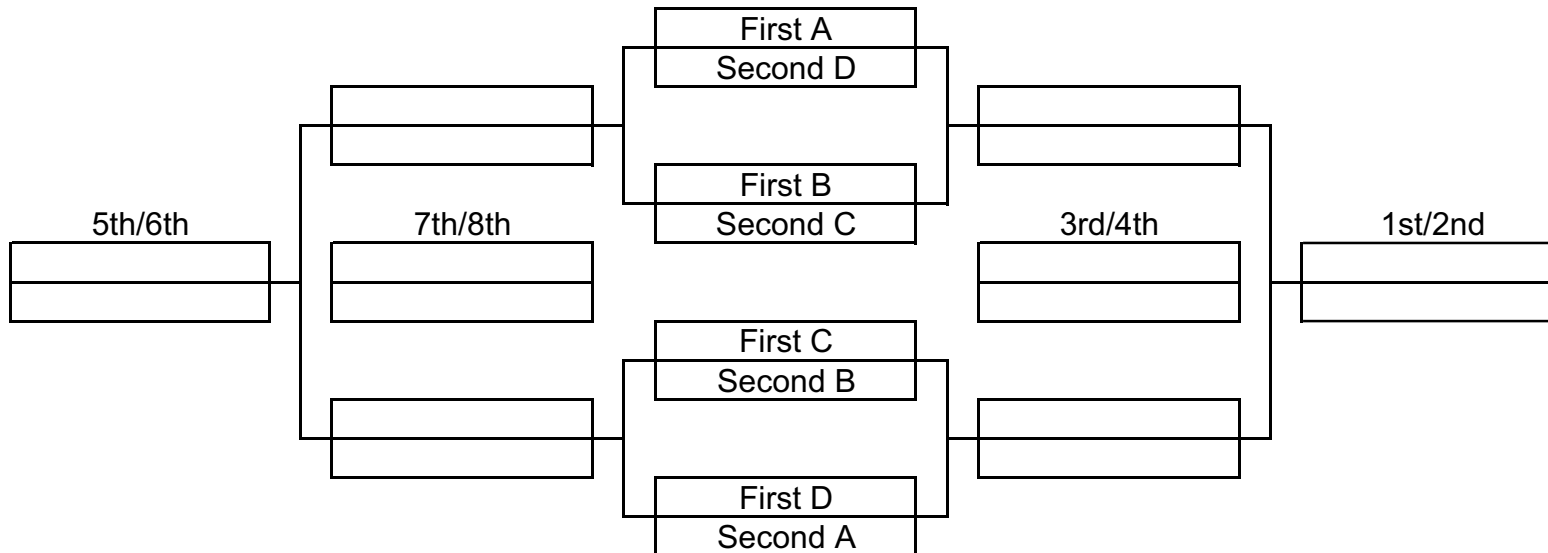 First A
Second D
First B
Second C
5th/6th
7th/8th
3rd/4th
1st/2nd
First C
Second B
First D
Second A